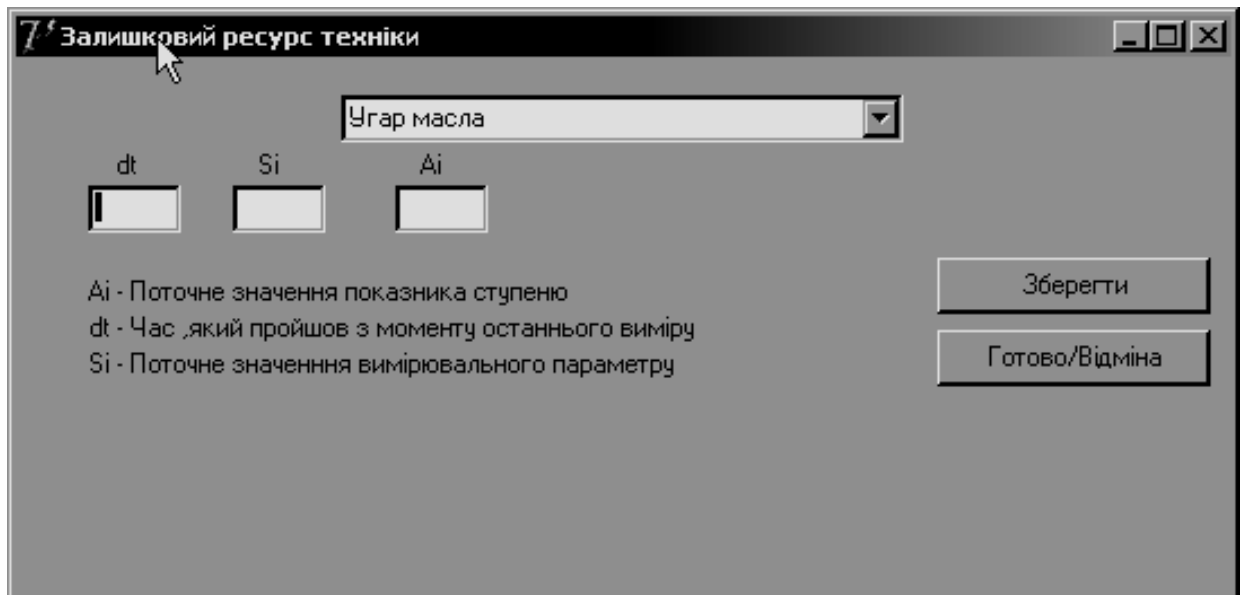 Залишковий ресурс техніки
Угар масла
dt Si Ai
Ai - Поточне значення показника ступеню
dt - Час ,який пройшов з моменту останнього виміру
Si - Поточне значенння вимірювального параметру
Зберегти
Готово/Відміна